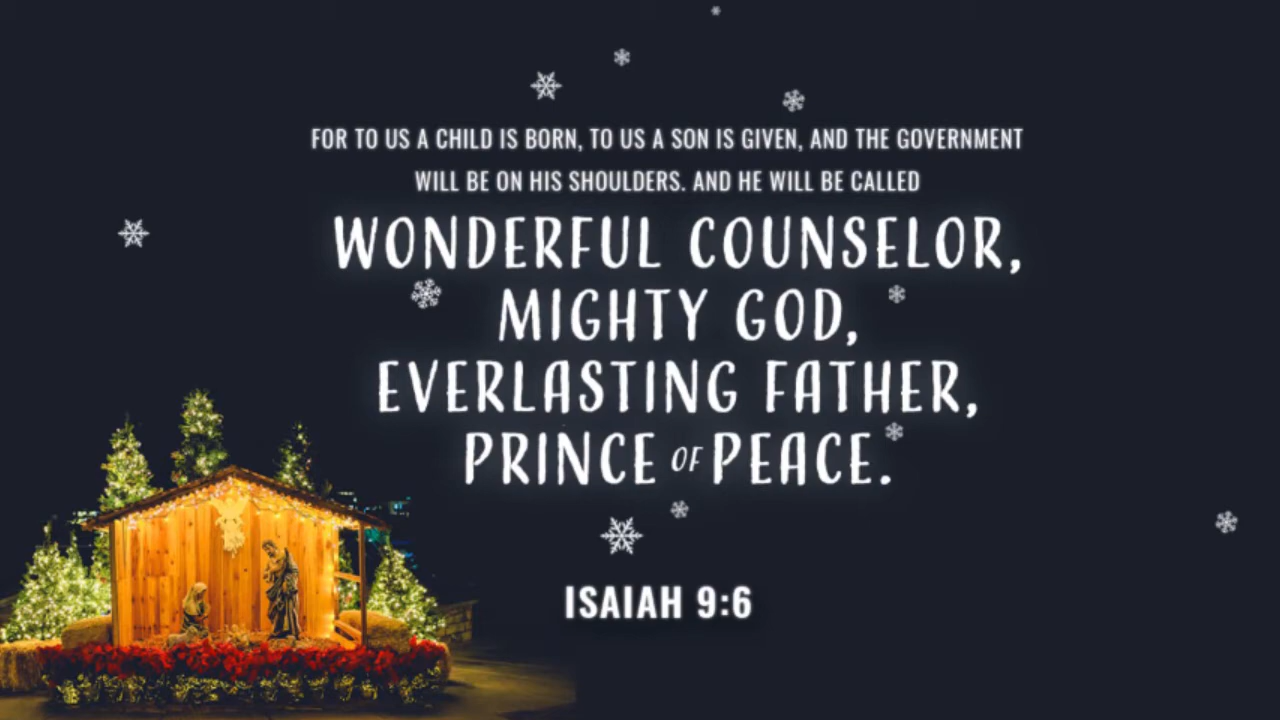 FOR TO US A CHILD IS BORN, TO US A SON IS GIVEN, AND THE GOVERNMENT
WILL BE ON HIS SHOULDERS. AND HE WILL BE CALLED
WONDERFUL COUNSELOR,
MIGHTY GOD,
EVERLASTING FATHER,
PRINCE OF PEACE.
ISAIAH 9:6